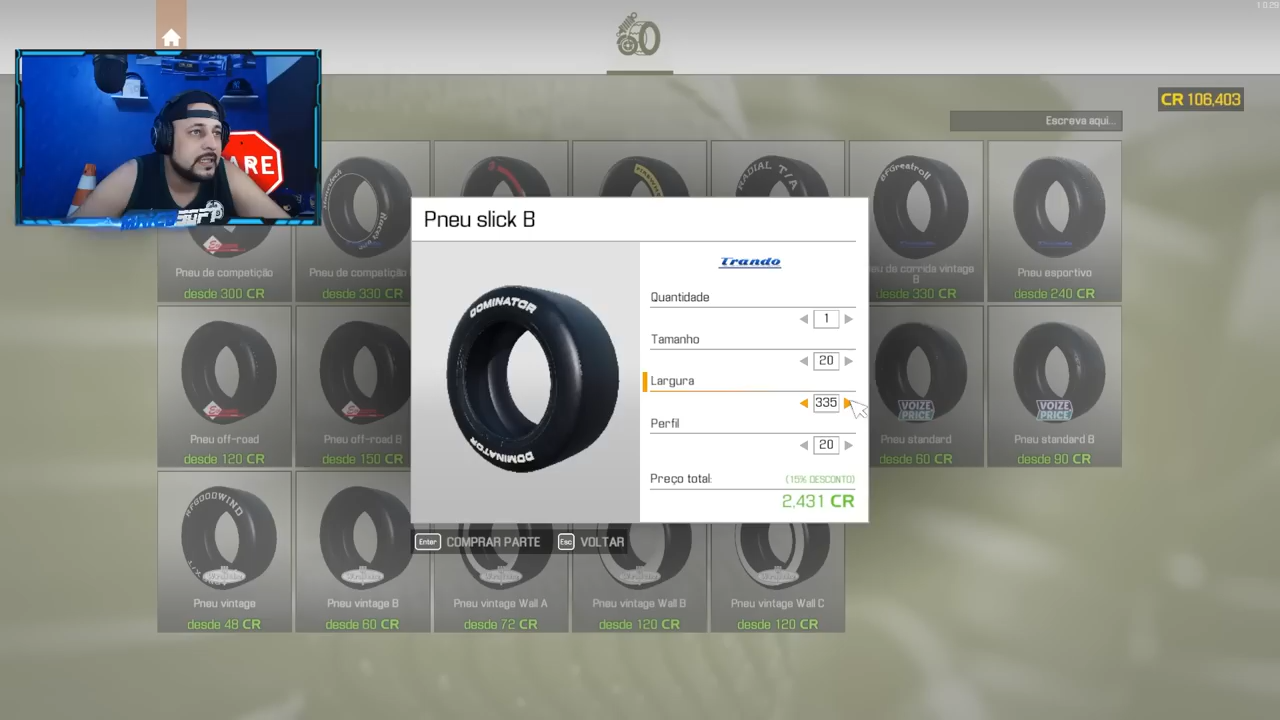 1 029
CR 106,403
Escreva aqui...
ARE
Pneu slick B
DOMINATOR
DOMINATOR
Trando
Quantidade
1
Tamanho
20
Largura
335
Perfil
20
Preço total: (15% DESCONTO)
2,431 CR
Enter COMPRAR PARTE Esc VOLTAR
RADIAL T/A
Pneu de competição
desde 300 CR
Pneu de competição
desde 330 CR
de corrida vintage B
desde 330 CR
Pneu esportivo
desde 240 CR
Pneu off-road
desde 120 CR
Pneu off-road B
desde 150 CR
VOIZE PRICE
Pneu standard
desde 60 CR
VOIZE PRICE
Pneu standard B
desde 90 CR
RFGOODWIND
Pneu vintage
desde 48 CR
Pneu vintage B
desde 60 CR
Pneu vintage Wall A
desde 72 CR
Pneu vintage Wall B
desde 120 CR
Pneu vintage Wall C
desde 120 CR